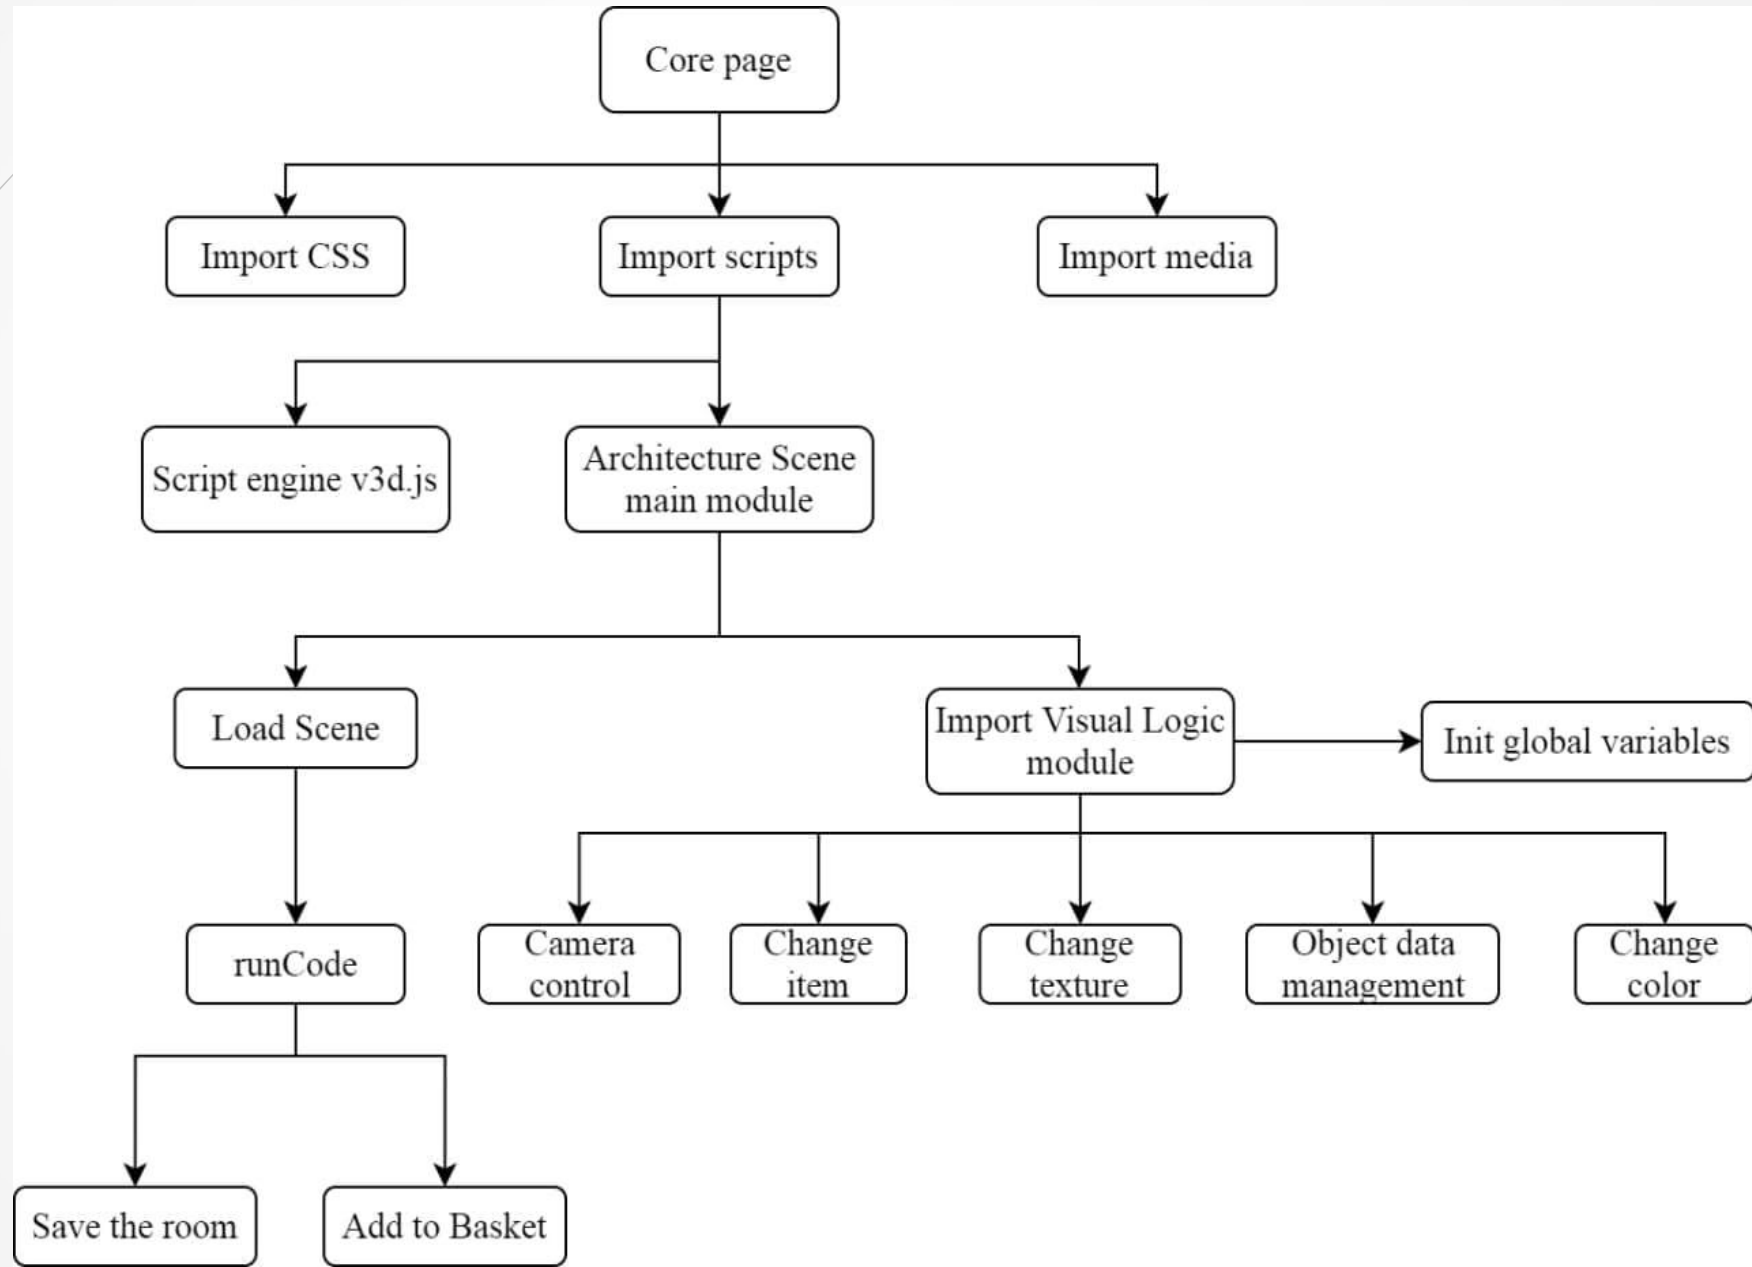 Core page
Import CSS
Import scripts
Import media
Script engine v3d.js
Architecture Scene
main module
Load Scene
Import Visual Logic
module
Init global variables
runCode
Camera
control
Change
item
Change
texture
Object data
management
Change
color
Save the room
Add to Basket